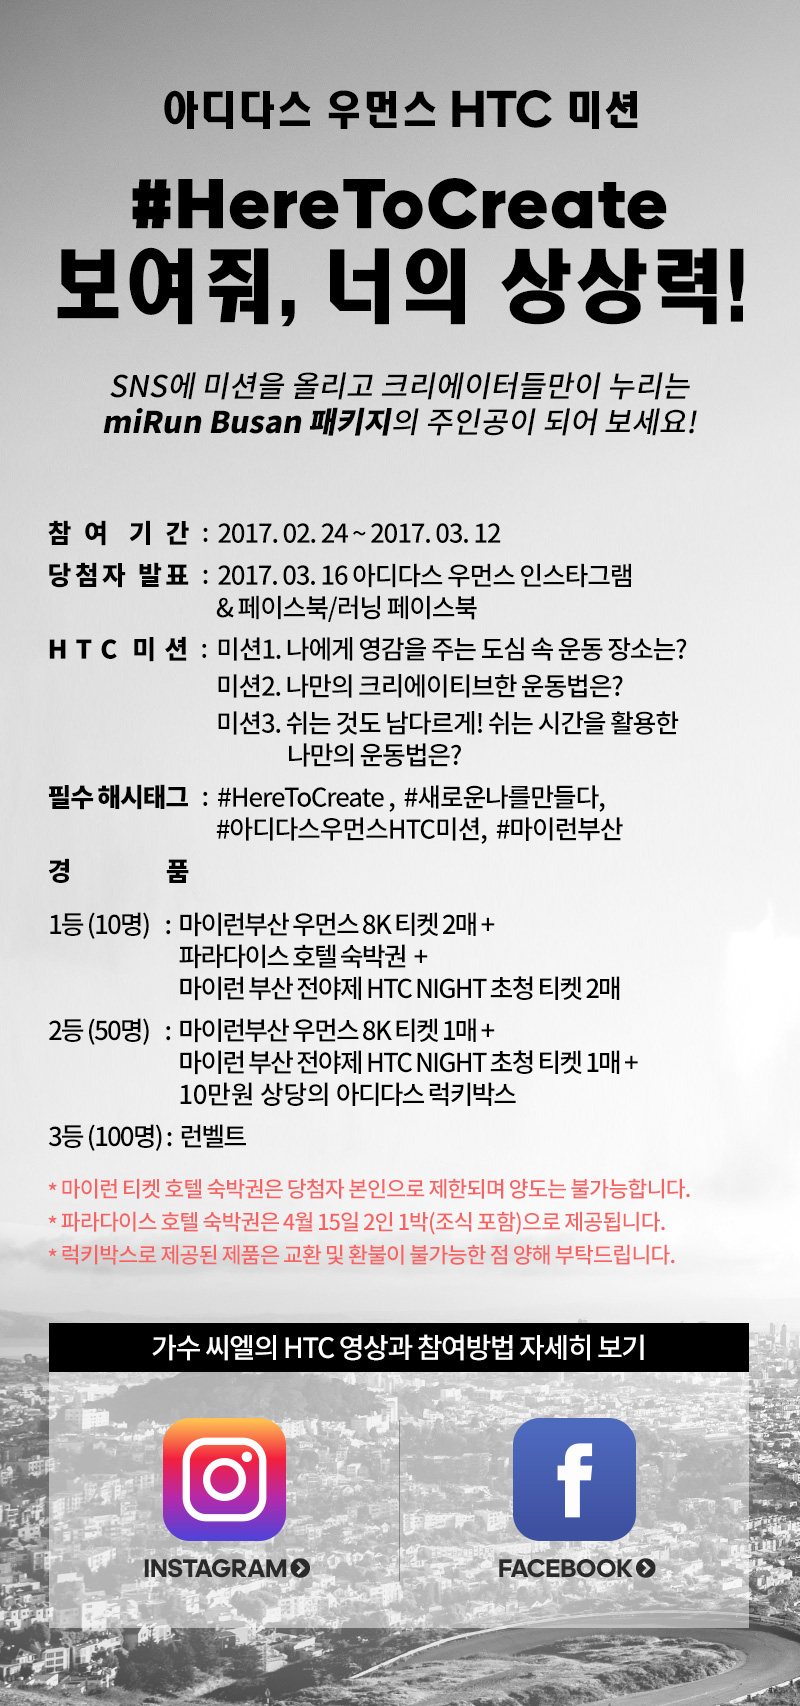 아디다스 우먼스 HTC 미션
#HereToCreate
보여줘, 너의 상상력!
SNS에 미션을 올리고 크리에이터들만이 누리는
miRun Busan 패키지의 주인공이 되어 보세요!
참 여 기 간 : 2017. 02. 24 ~ 2017. 03. 12
당첨자 발표 : 2017. 03. 16 아디다스 우먼스 인스타그램
& 페이스북/러닝 페이스북
HTC 미션 : 미션1. 나에게 영감을 주는 도심 속 운동 장소는?
미션2. 나만의 크리에이티브한 운동법은?
미션3. 쉬는 것도 남다르게! 쉬는 시간을 활용한
나만의 운동법은?
필수 해시태그 : #HereToCreate , #새로운나를만들다,
#아디다스우먼스HTC미션, #마이런부산
경 품
1등 (10명) : 마이런부산 우먼스 8K 티켓 2매 +
파라다이스 호텔 숙박권 +
마이런 부산 전야제 HTC NIGHT 초청 티켓 2매
2등 (50명) : 마이런부산 우먼스 8K 티켓 1매 +
마이런 부산 전야제 HTC NIGHT 초청 티켓 1매 +
10만원 상당의 아디다스 럭키박스
3등 (100명) : 런벨트
* 마이런 티켓 호텔 숙박권은 당첨자 본인으로 제한되며 양도는 불가능합니다.
* 파라다이스 호텔 숙박권은 4월 15일 2인 1박(조식 포함)으로 제공됩니다.
* 럭키박스로 제공된 제품은 교환 및 환불이 불가능한 점 양해 부탁드립니다.
가수 씨엘의 HTC 영상과 참여방법 자세히 보기
INSTAGRAM
FACEBOOK